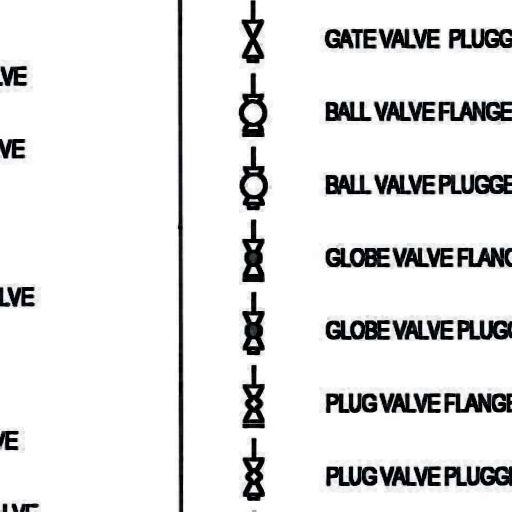 GATE VALVE PLUGG
LVE
BALL VALVE FLANGE
VE
BALL VALVE PLUGGE
GLOBE VALVE FLANG
LVE
GLOBE VALVE PLUGG
PLUG VALVE FLANGE
VE
PLUG VALVE PLUGGE
LVE